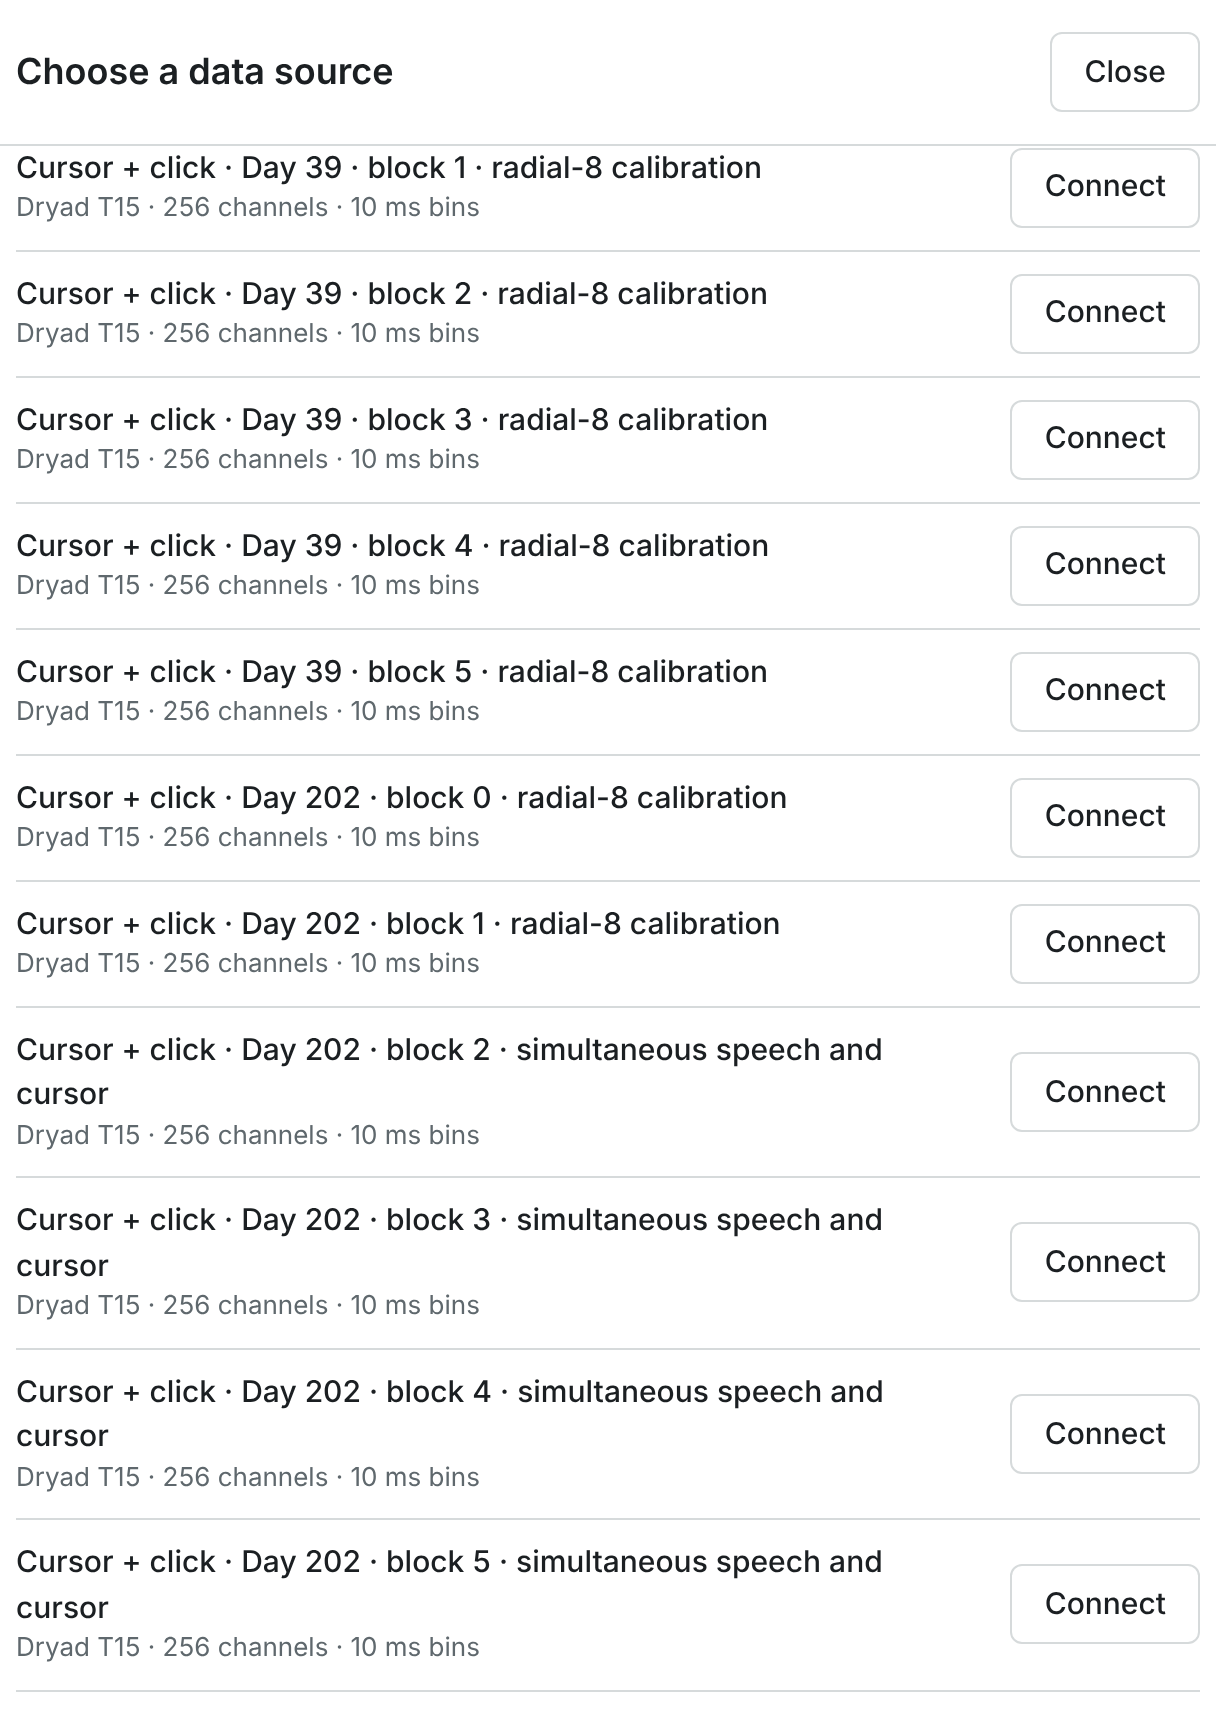 Choose a data source
Close
Cursor + click · Day 39 · block 1 · radial-8 calibration
Dryad T15 · 256 channels · 10 ms bins
Connect
Cursor + click · Day 39 · block 2 · radial-8 calibration
Dryad T15 · 256 channels · 10 ms bins
Connect
Cursor + click · Day 39 · block 3 · radial-8 calibration
Dryad T15 · 256 channels · 10 ms bins
Connect
Cursor + click · Day 39 · block 4 · radial-8 calibration
Dryad T15 · 256 channels · 10 ms bins
Connect
Cursor + click · Day 39 · block 5 · radial-8 calibration
Dryad T15 · 256 channels · 10 ms bins
Connect
Cursor + click · Day 202 · block 0 · radial-8 calibration
Dryad T15 · 256 channels · 10 ms bins
Connect
Cursor + click · Day 202 · block 1 · radial-8 calibration
Dryad T15 · 256 channels · 10 ms bins
Connect
Cursor + click · Day 202 · block 2 · simultaneous speech and
cursor
Dryad T15 · 256 channels · 10 ms bins
Connect
Cursor + click · Day 202 · block 3 · simultaneous speech and
cursor
Dryad T15 · 256 channels · 10 ms bins
Connect
Cursor + click · Day 202 · block 4 · simultaneous speech and
cursor
Dryad T15 · 256 channels · 10 ms bins
Connect
Cursor + click · Day 202 · block 5 · simultaneous speech and
cursor
Dryad T15 · 256 channels · 10 ms bins
Connect